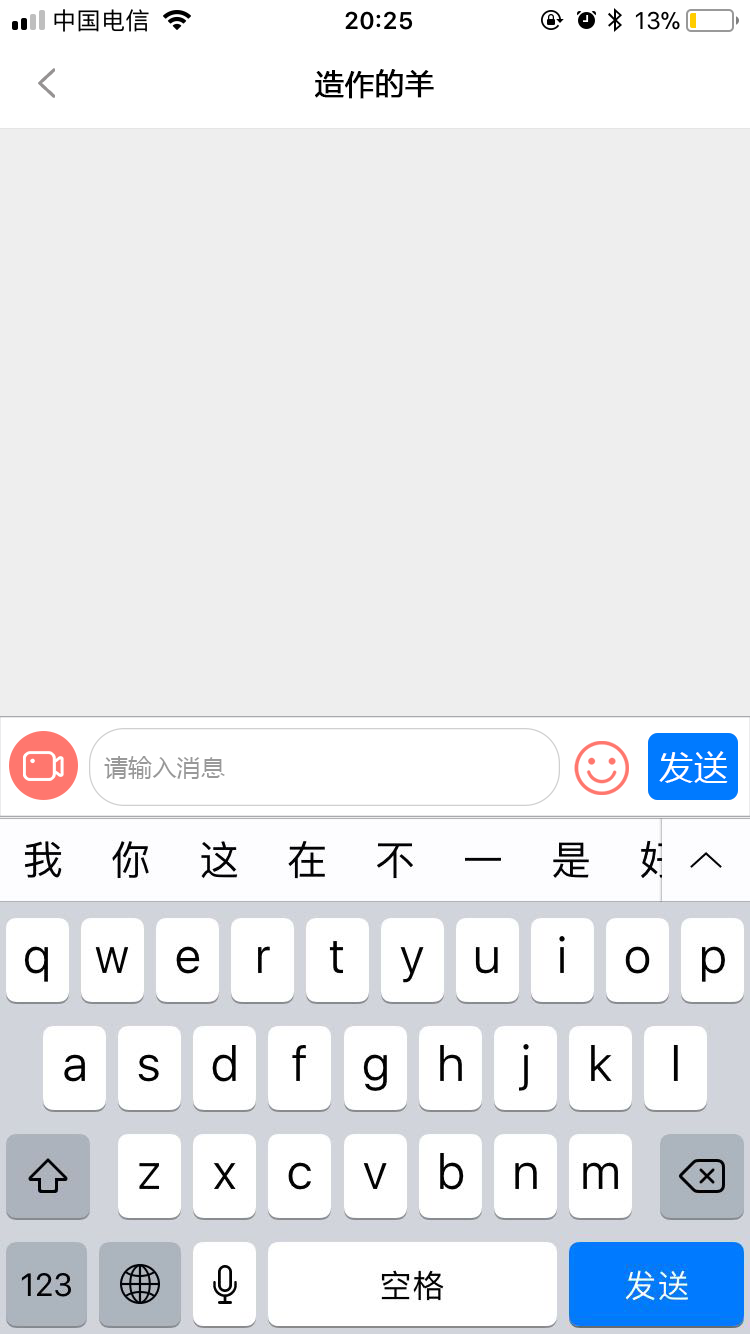 中国电信 20:25 13%
造作的羊
请输入消息 发送
我 你 这 在 不 一 是 好
q w e r t y u i o p
a s d f g h j k l
z x c v b n m
123 空格 发送